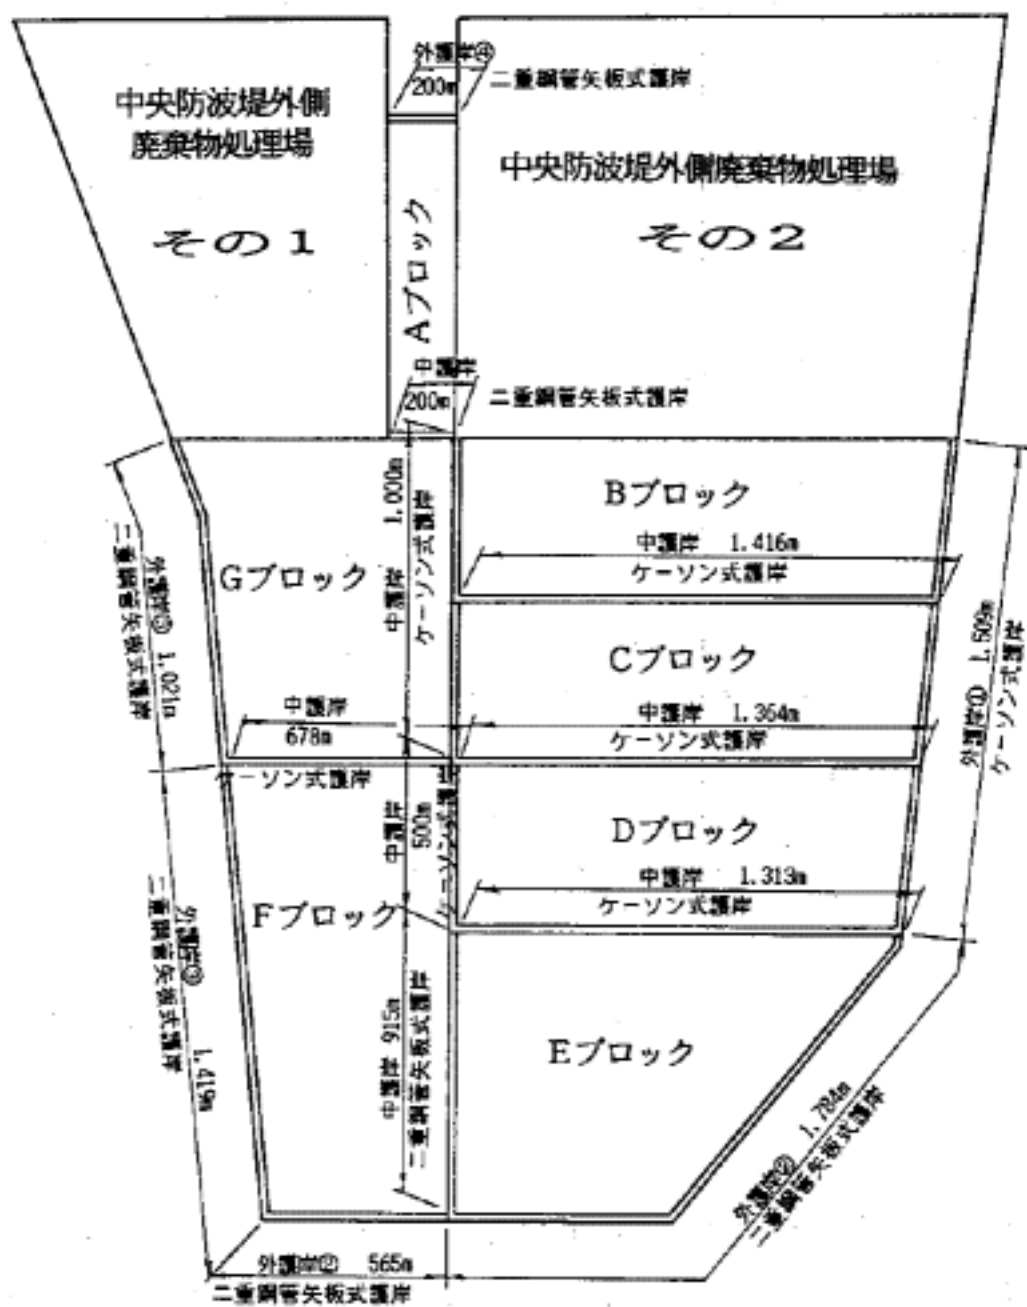 外護岸④
200m
二重鋼管矢板式護岸
中央防波堤外側
廃棄物処理場
その1
中央防波堤外側廃棄物処理場
その2
Aブロック
中護岸
200m
二重鋼管矢板式護岸
Bブロック
中護岸 1.416m
ケーソン式護岸
中護岸 1.000m
ケーソン式護岸
Gブロック
外護岸③ 1.021m
二重鋼管矢板式護岸
Cブロック
中護岸 1.364m
ケーソン式護岸
外護岸① 1.509m
ケーソン式護岸
中護岸
678m
ケーソン式護岸
中護岸
500m
ケーソン式護岸
Dブロック
中護岸 1.313m
ケーソン式護岸
Fブロック
外護岸③ 1.419m
二重鋼管矢板式護岸
中護岸 915m
二重鋼管矢板式護岸
Eブロック
外護岸② 1.784m
二重鋼管矢板式護岸
外護岸② 565m
二重鋼管矢板式護岸